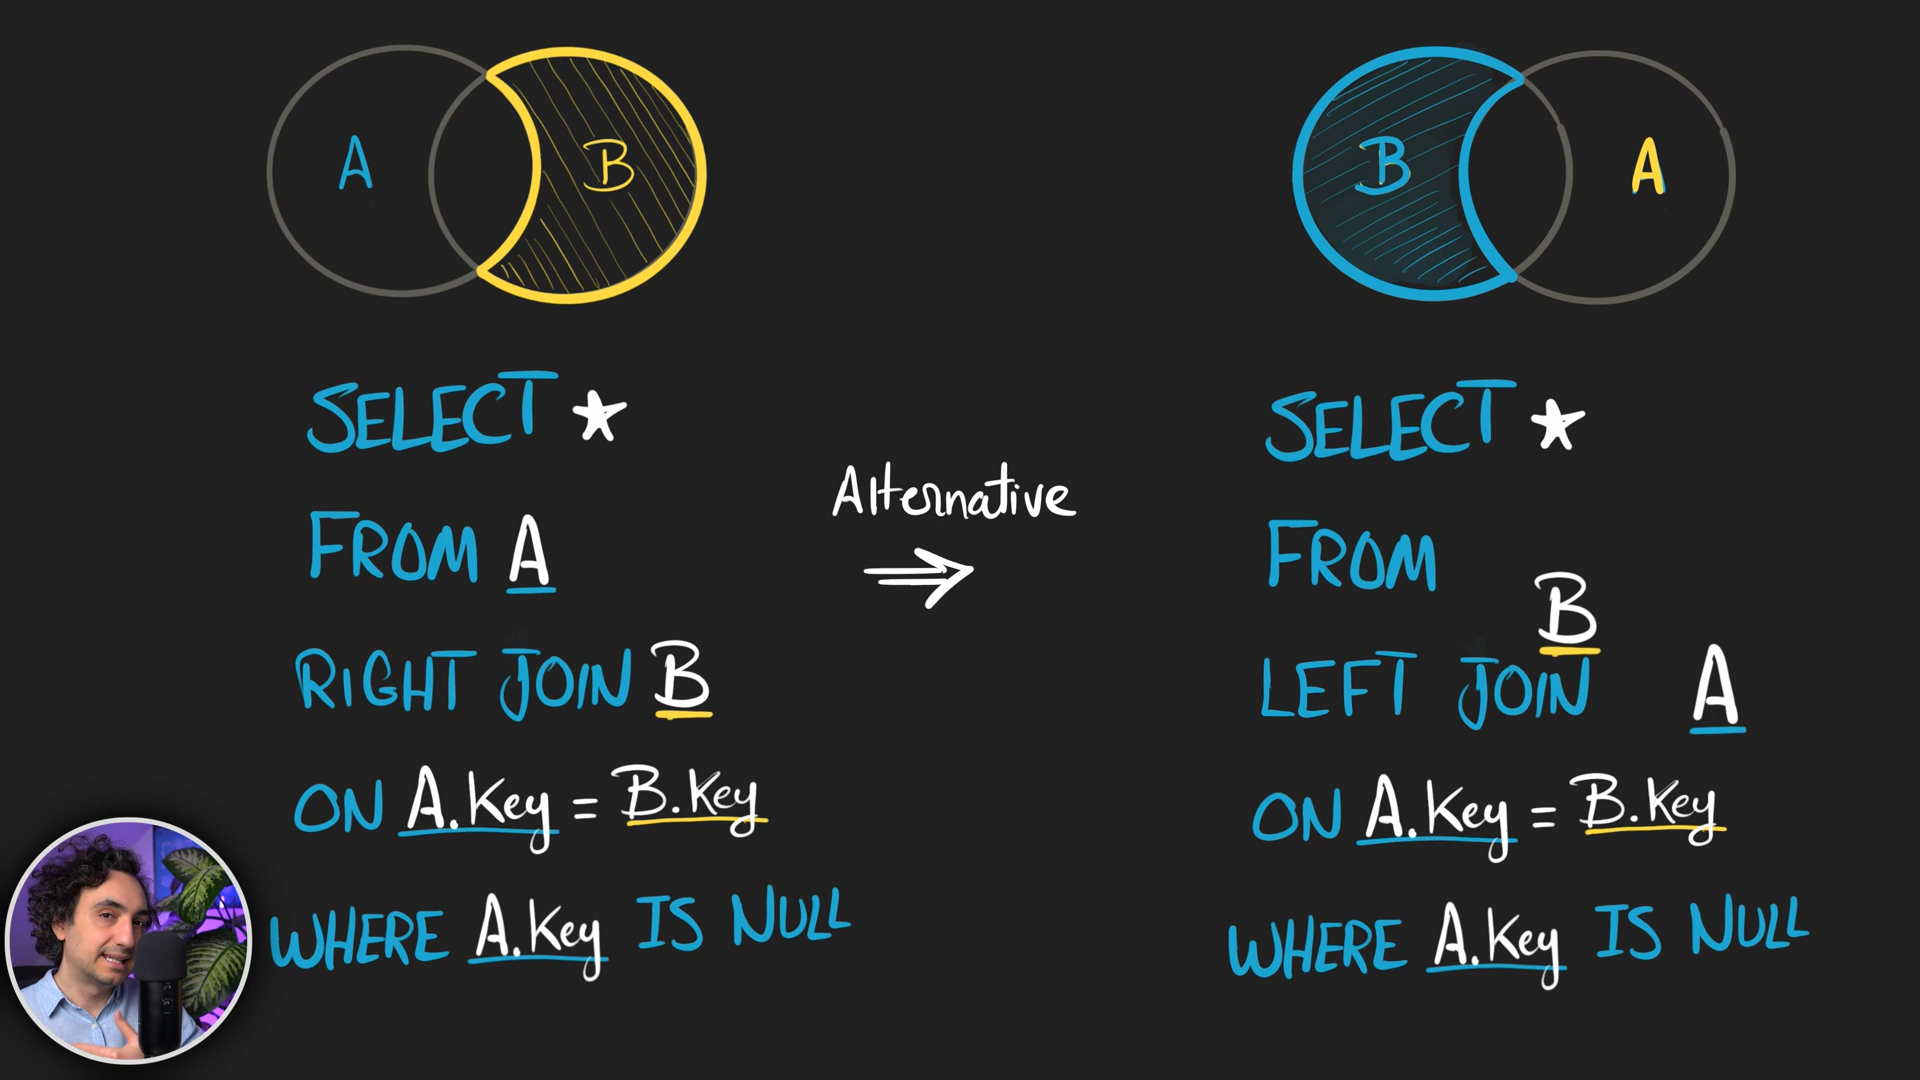 A
B
SELECT *
FROM A
RIGHT JOIN B
ON A.Key = B.Key
WHERE A.Key IS NULL
Alternative
B
A
SELECT *
FROM B
LEFT JOIN A
ON A.Key = B.Key
WHERE A.Key IS NULL